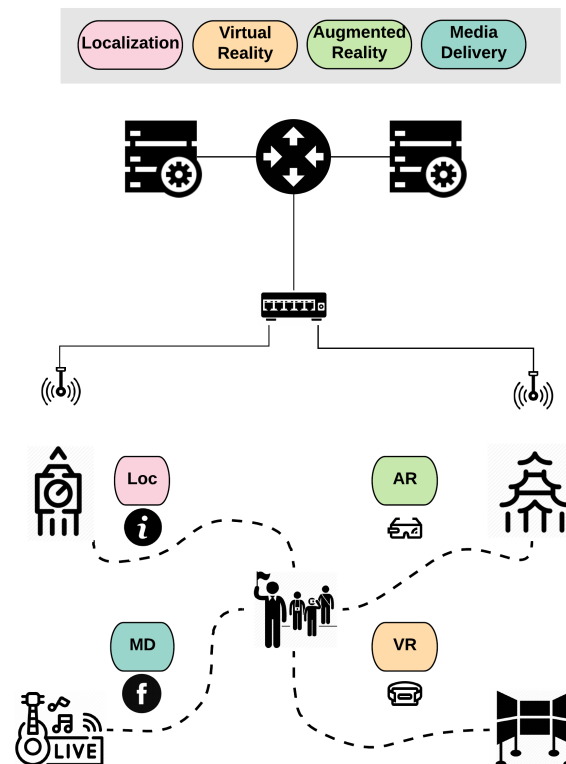 Localization
Virtual
Reality
Augmented
Reality
Media
Delivery
Loc
i
AR
MD
f
VR
LIVE